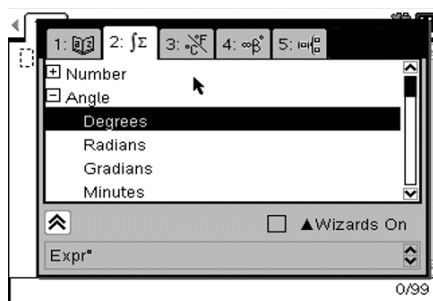 1: 2: ∫Σ 3: °C°F 4: ∞β° 5:
Number
Angle
Degrees
Radians
Gradians
Minutes
▲Wizards On
Expr°
0/99